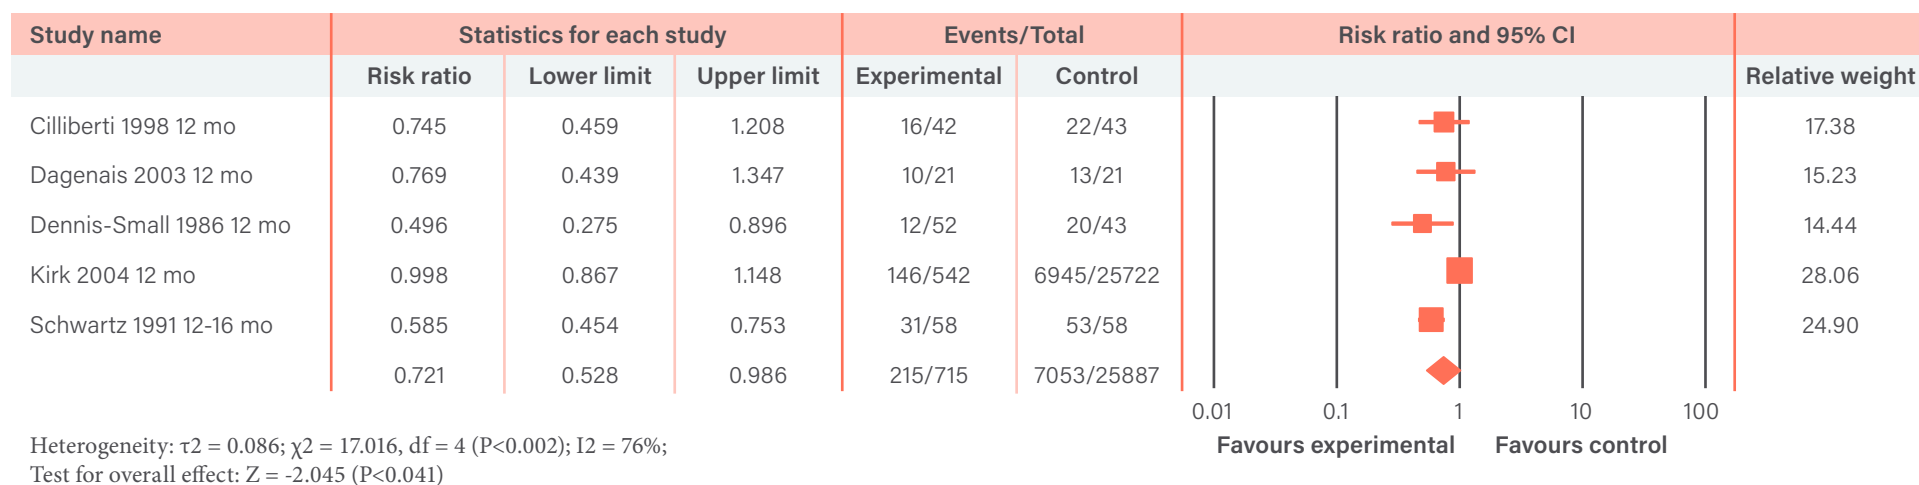 Study name Statistics for each study Events/Total Risk ratio and 95% CI
Risk ratio Lower limit Upper limit Experimental Control Relative weight
Cilliberti 1998 12 mo 0.745 0.459 1.208 16/42 22/43 17.38
Dagenais 2003 12 mo 0.769 0.439 1.347 10/21 13/21 15.23
Dennis-Small 1986 12 mo 0.496 0.275 0.896 12/52 20/43 14.44
Kirk 2004 12 mo 0.998 0.867 1.148 146/542 6945/25722 28.06
Schwartz 1991 12-16 mo 0.585 0.454 0.753 31/58 53/58 24.90
0.721 0.528 0.986 215/715 7053/25887
0.01 0.1 1 10 100
Favours experimental Favours control
Heterogeneity: τ2 = 0.086; χ2 = 17.016, df = 4 (P<0.002); I2 = 76%;
Test for overall effect: Z = -2.045 (P<0.041)